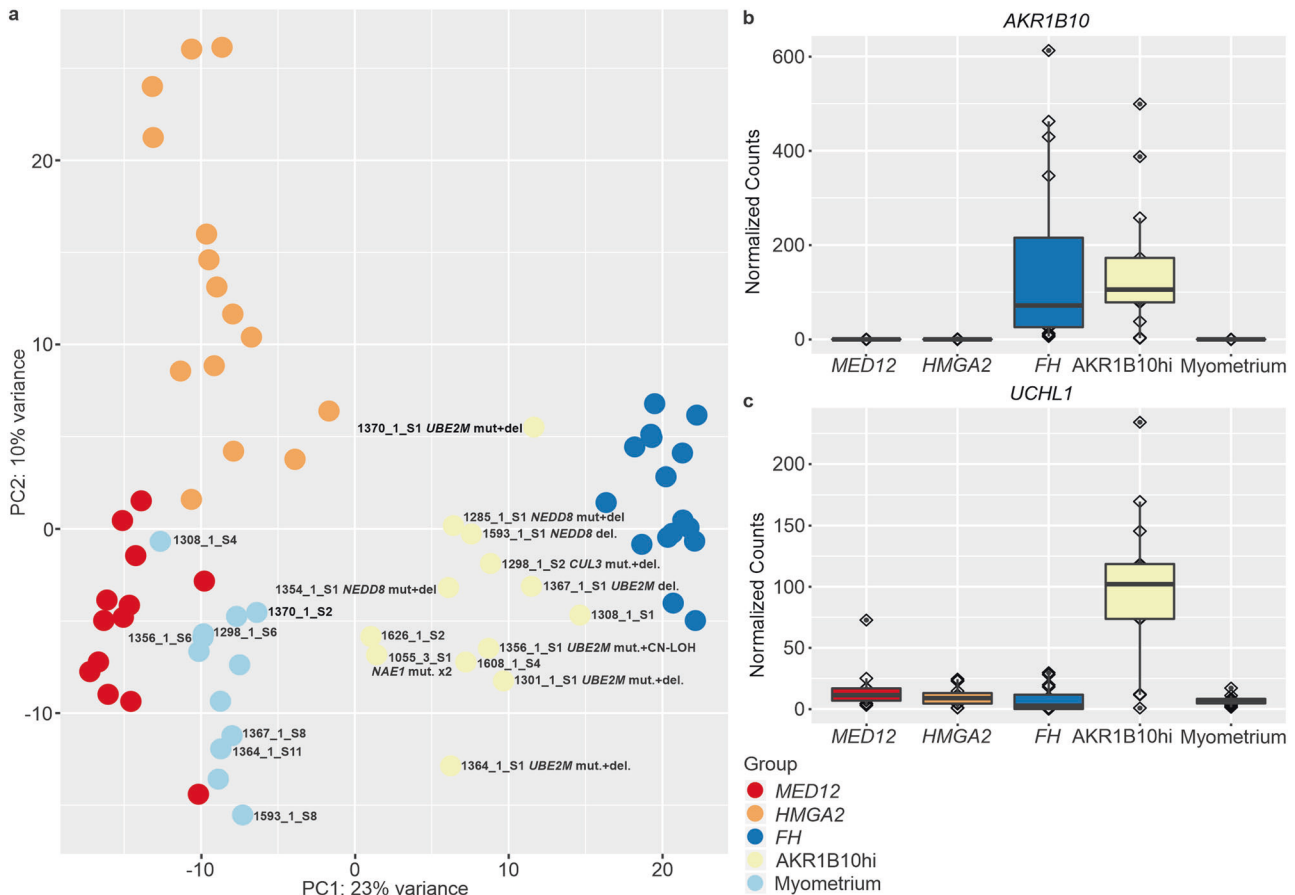 a
PC2: 10% variance
20
10
0
-10
-10
0
10
20
PC1: 23% variance
1370_1_S1 UBE2M mut+del
1285_1_S1 NEDD8 mut+del
1593_1_S1 NEDD8 del.
1308_1_S4
1298_1_S2 CUL3 mut.+del.
1354_1_S1 NEDD8 mut+del
1367_1_S1 UBE2M del.
1370_1_S2
1308_1_S1
1298_1_S6
1356_1_S6
1626_1_S2
1356_1_S1 UBE2M mut.+CN-LOH
1055_3_S1
NAE1 mut. x2
1608_1_S4
1301_1_S1 UBE2M mut.+del.
1367_1_S8
1364_1_S11
1364_1_S1 UBE2M mut.+del.
1593_1_S8
b
AKR1B10
Normalized Counts
600
400
200
0
MED12 HMGA2 FH AKR1B10hi Myometrium
c
UCHL1
Normalized Counts
200
150
100
50
0
MED12 HMGA2 FH AKR1B10hi Myometrium
Group
MED12
HMGA2
FH
AKR1B10hi
Myometrium